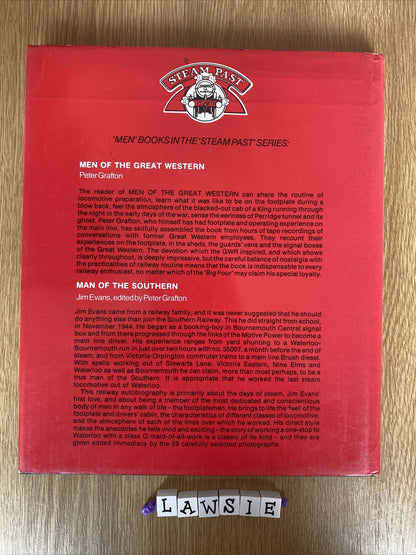 STEAM PAST
'MEN' BOOKS IN THE 'STEAM PAST' SERIES:
MEN OF THE GREAT WESTERN
Peter Grafton
The reader of MEN OF THE GREAT WESTERN can share the routine of
locomotive preparation, learn what it was like to be on the footplate during a
blow back, feel the atmosphere of the blacked-out cab of a King running through
the night in the early days of the war, sense the eeriness of Perridge tunnel and its
ghost. Peter Grafton, who himself has had footplate and operating experience on
the main line, has skilfully assembled the book from hours of tape recordings of
conversations with former Great Western employees. They recount their
experiences on the footplate, in the sheds, the guards' vans and the signal boxes
of the Great Western. The devotion which the GWR inspired, and which shows
clearly throughout, is deeply impressive, but the careful balance of nostalgia with
the practicalities of railway routine means that the book is indispensable to every
railway enthusiast, no matter which of the 'Big Four' may claim his special loyalty.
MAN OF THE SOUTHERN
Jim Evans, edited by Peter Grafton
Jim Evans came from a railway family, and it was never suggested that he should
do anything else than join the Southern Railway. This he did straight from school,
in November 1944. He began as a booking-boy in Bournemouth Central signal
box and from there progressed through the links of the Motive Power to become a
main line driver. His experience ranges from yard shunting to a Waterloo-
Bournemouth run in just over two hours with no. 35007, a month before the end of
steam, and from Victoria-Orpington commuter trains to a main line Brush diesel.
With spells working out of Stewarts Lane, Victoria Eastern, Nine Elms and
Waterloo as well as Bournemouth he can claim, more than most perhaps, to be a
true man of the Southern. It is appropriate that he worked the last steam
locomotive out of Waterloo.
This railway autobiography is primarily about the days of steam, Jim Evans'
first love, and about being a member of the most dedicated and conscientious
body of men in any walk of life – the footplatemen. He brings to life the 'feel' of the
footplate and drivers' cabin, the characteristics of different classes of locomotive,
and the atmosphere of each of the lines over which he worked. His direct style
makes the anecdotes he tells vivid and exciting – the story of working a one-stop to
Waterloo with a class Q maid-of-all-work is a classic of its kind – and they are
given added immediacy by the 59 carefully selected photographs.
LAWSIE